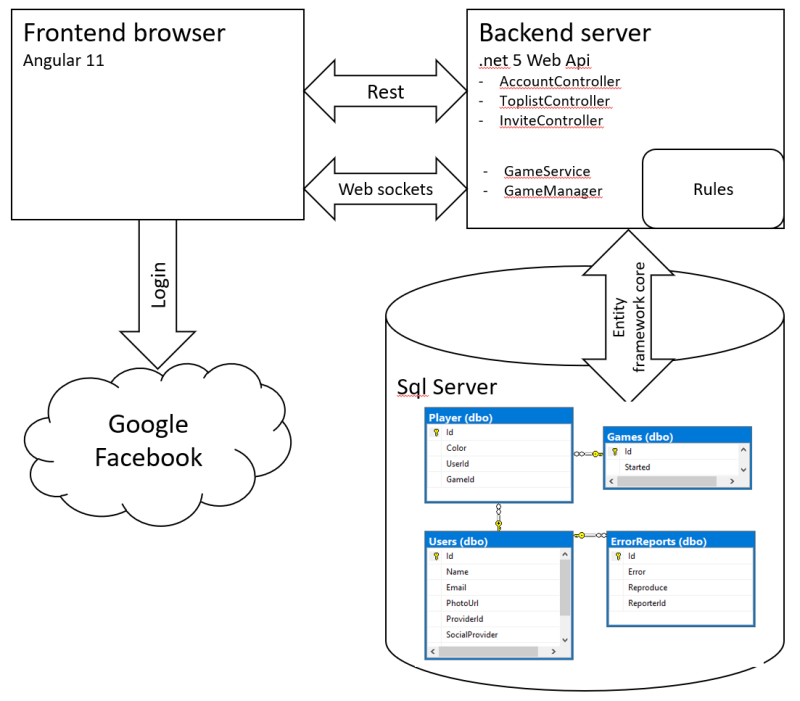 Frontend browser
Angular 11
Backend server
.net 5 Web Api
- AccountController
- ToplistController
- InviteController
- GameService
- GameManager
Rules
Rest
Web sockets
Login
Google
Facebook
Entity
framework core
Sql Server
Player (dbo)
Id
Color
UserId
GameId
Games (dbo)
Id
Started
Users (dbo)
Id
Name
Email
PhotoUrl
ProviderId
SocialProvider
ErrorReports (dbo)
Id
Error
Reproduce
ReporterId